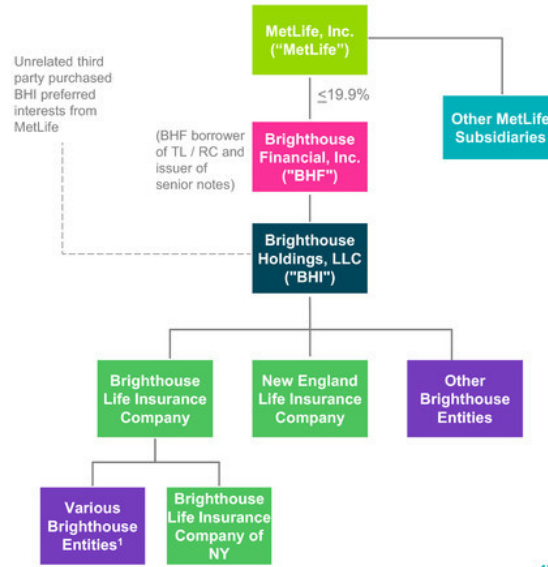 MetLife, Inc.
("MetLife")
Unrelated third
party purchased
BHI preferred
interests from
MetLife
≤19.9%
Other MetLife
Subsidiaries
(BHF borrower
of TL / RC and
issuer of
senior notes)
Brighthouse
Financial, Inc.
("BHF")
Brighthouse
Holdings, LLC
("BHI")
Brighthouse
Life Insurance
Company
New England
Life Insurance
Company
Other
Brighthouse
Entities
Various
Brighthouse
Entities¹
Brighthouse
Life Insurance
Company of
NY